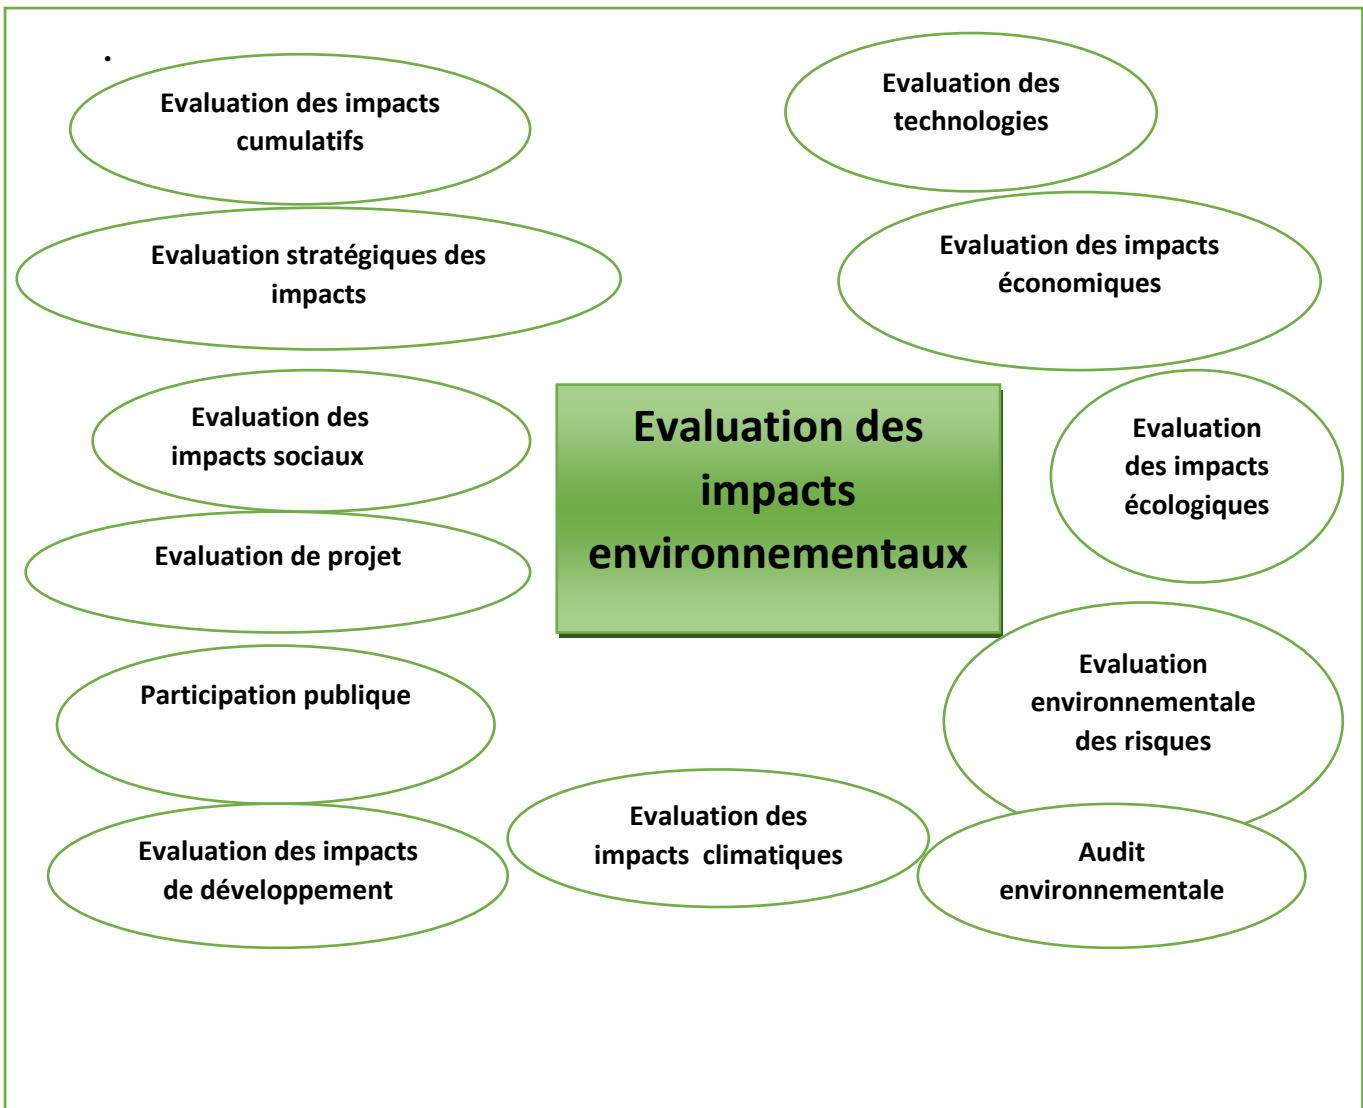 .
Evaluation des impacts
cumulatifs
Evaluation des
technologies
Evaluation stratégiques des
impacts
Evaluation des impacts
économiques
Evaluation des
impacts sociaux
Evaluation des
impacts
environnementaux
Evaluation
des impacts
écologiques
Evaluation de projet
Participation publique
Evaluation
environnementale
des risques
Evaluation des impacts
de développement
Evaluation des
impacts  climatiques
Audit
environnementale